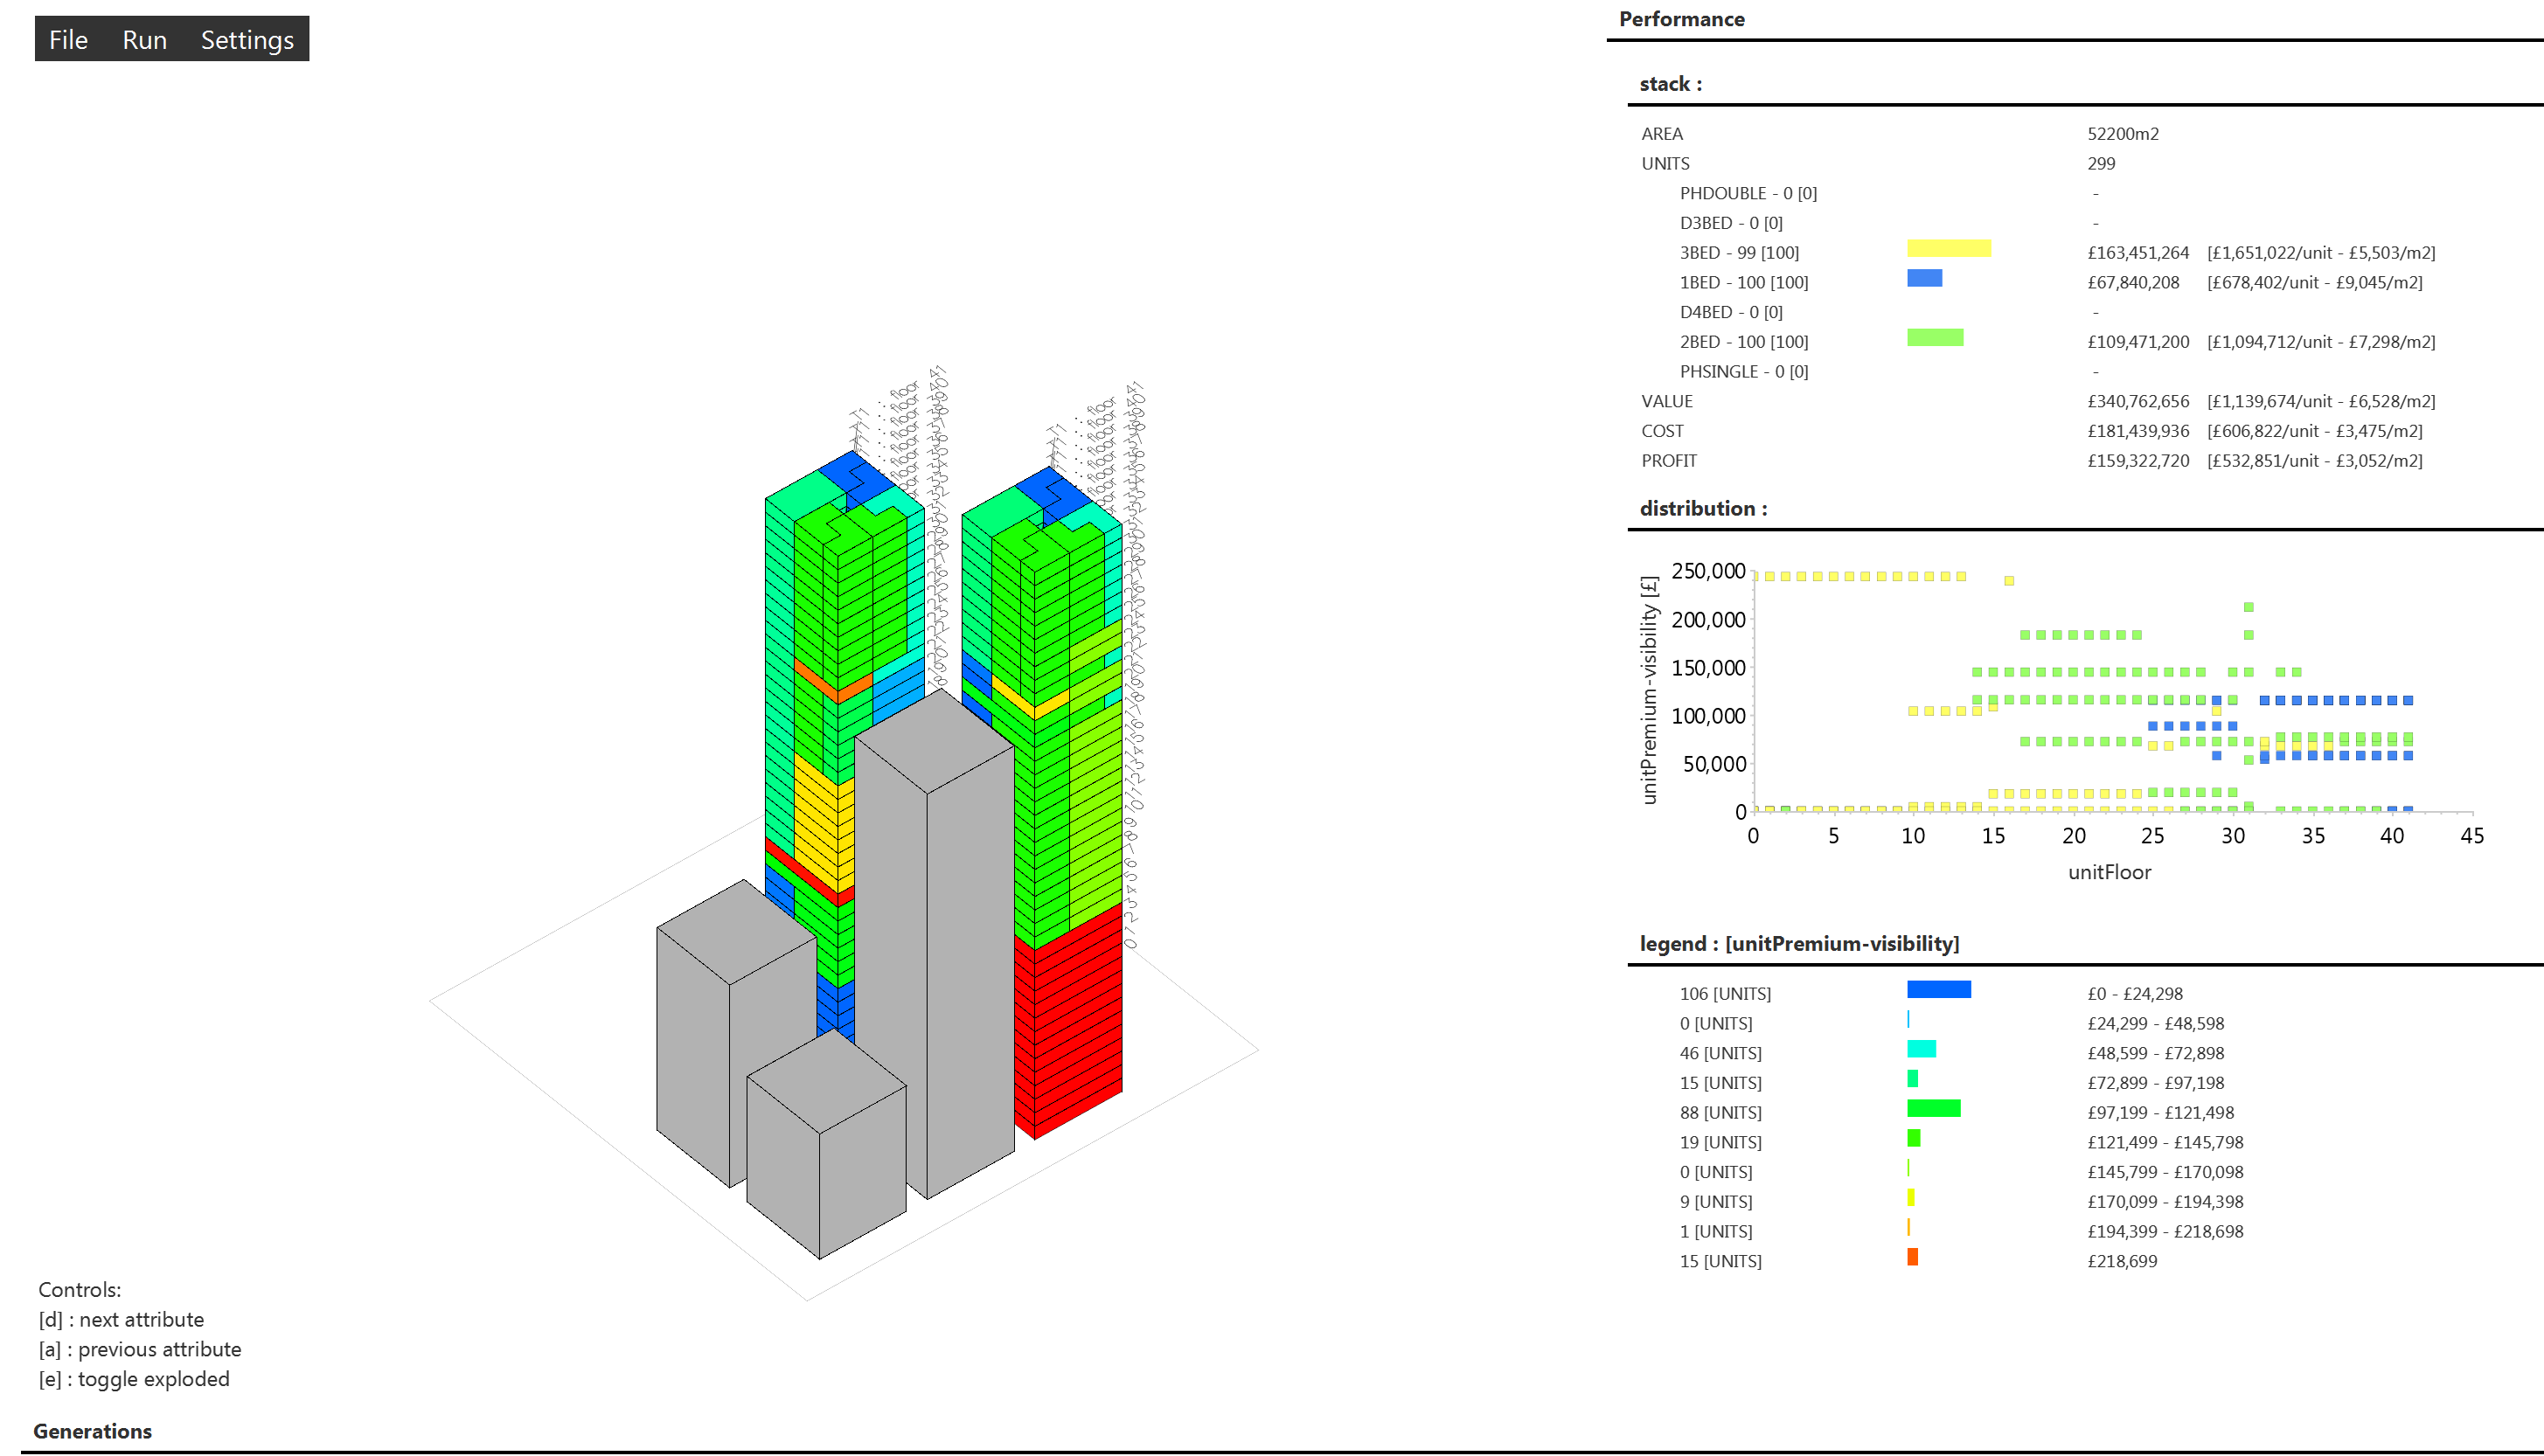 File Run Settings
Performance
stack :
AREA 52200m2
UNITS 299
PHDOUBLE - 0 [0] -
D3BED - 0 [0] -
3BED - 99 [100] £163,451,264 [£1,651,022/unit - £5,503/m2]
1BED - 100 [100] £67,840,208 [£678,402/unit - £9,045/m2]
D4BED - 0 [0] -
2BED - 100 [100] £109,471,200 [£1,094,712/unit - £7,298/m2]
PHSINGLE - 0 [0] -
VALUE £340,762,656 [£1,139,674/unit - £6,528/m2]
COST £181,439,936 [£606,822/unit - £3,475/m2]
PROFIT £159,322,720 [£532,851/unit - £3,052/m2]
distribution :
unitPremium-visibility [£]
250,000
200,000
150,000
100,000
50,000
0
0 5 10 15 20 25 30 35 40 45
unitFloor
legend : [unitPremium-visibility]
106 [UNITS] £0 - £24,298
0 [UNITS] £24,299 - £48,598
46 [UNITS] £48,599 - £72,898
15 [UNITS] £72,899 - £97,198
88 [UNITS] £97,199 - £121,498
19 [UNITS] £121,499 - £145,798
0 [UNITS] £145,799 - £170,098
9 [UNITS] £170,099 - £194,398
1 [UNITS] £194,399 - £218,698
15 [UNITS] £218,699
Controls:
[d] : next attribute
[a] : previous attribute
[e] : toggle exploded
Generations